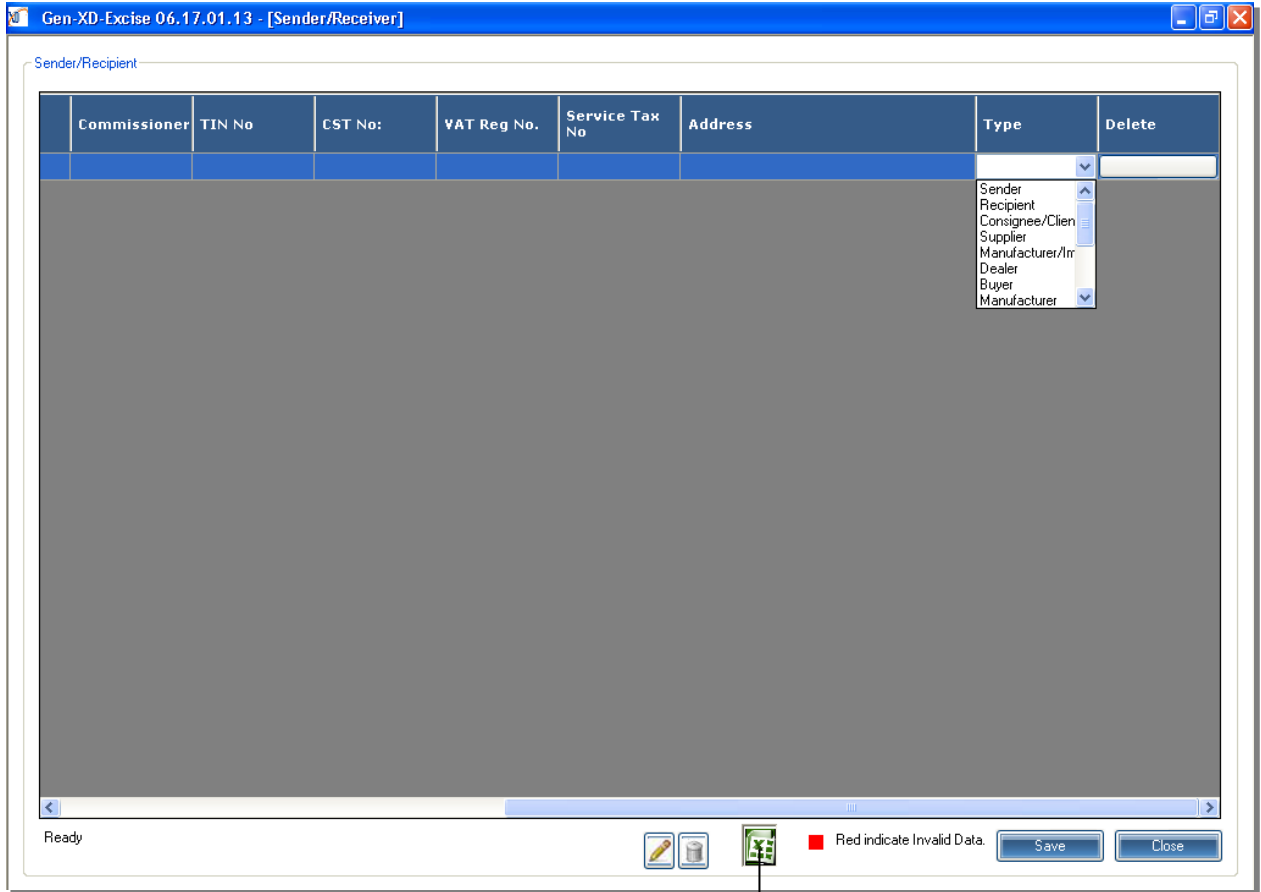 Gen-XD-Excise 06.17.01.13 - [Sender/Receiver]
Sender/Recipient
Commissioner TIN No CST No: VAT Reg No. Service Tax No Address Type Delete
Sender
Recipient
Consignee/Clien
Supplier
Manufacturer/Im
Dealer
Buyer
Manufacturer
Ready
Red indicate Invalid Data.
Save
Close